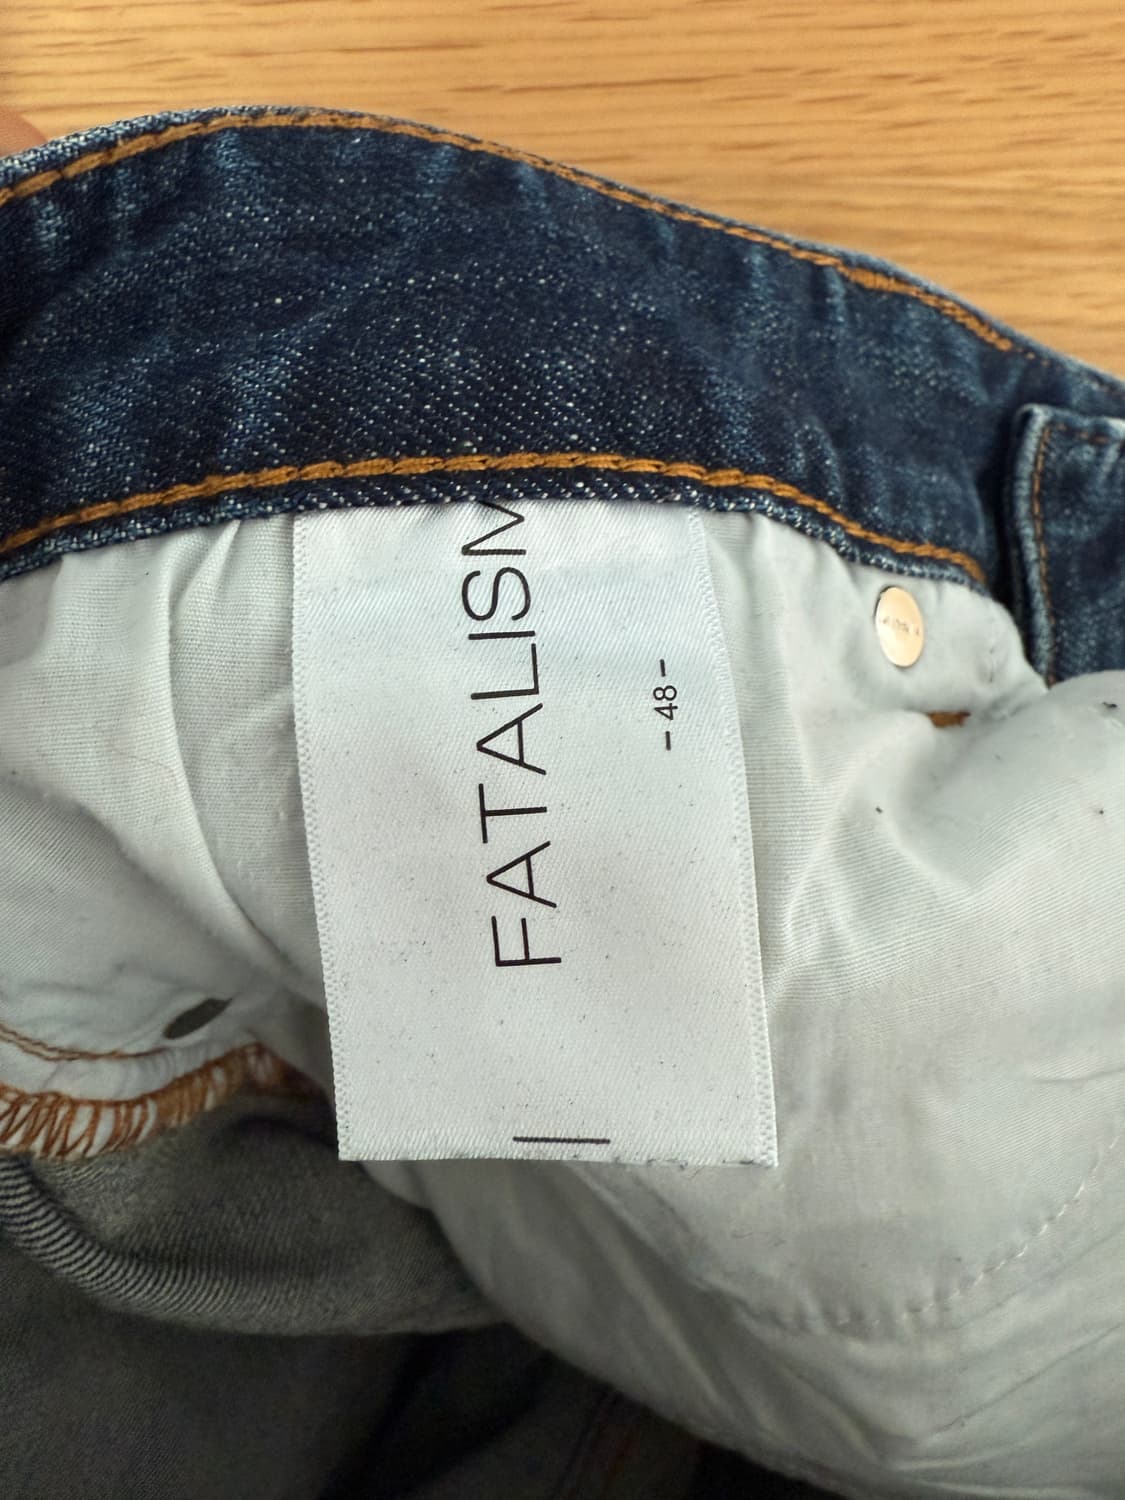 FATALISM
- 48 -